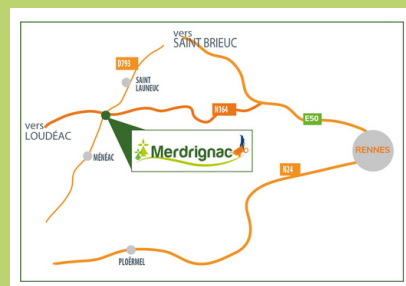 vers
SAINT BRIEUC
D793
SAINT
LAUNEUC
N164
E50
vers
LOUDÉAC
Merdrignac
RENNES
MÉNÉAC
N24
PLOËRMEL